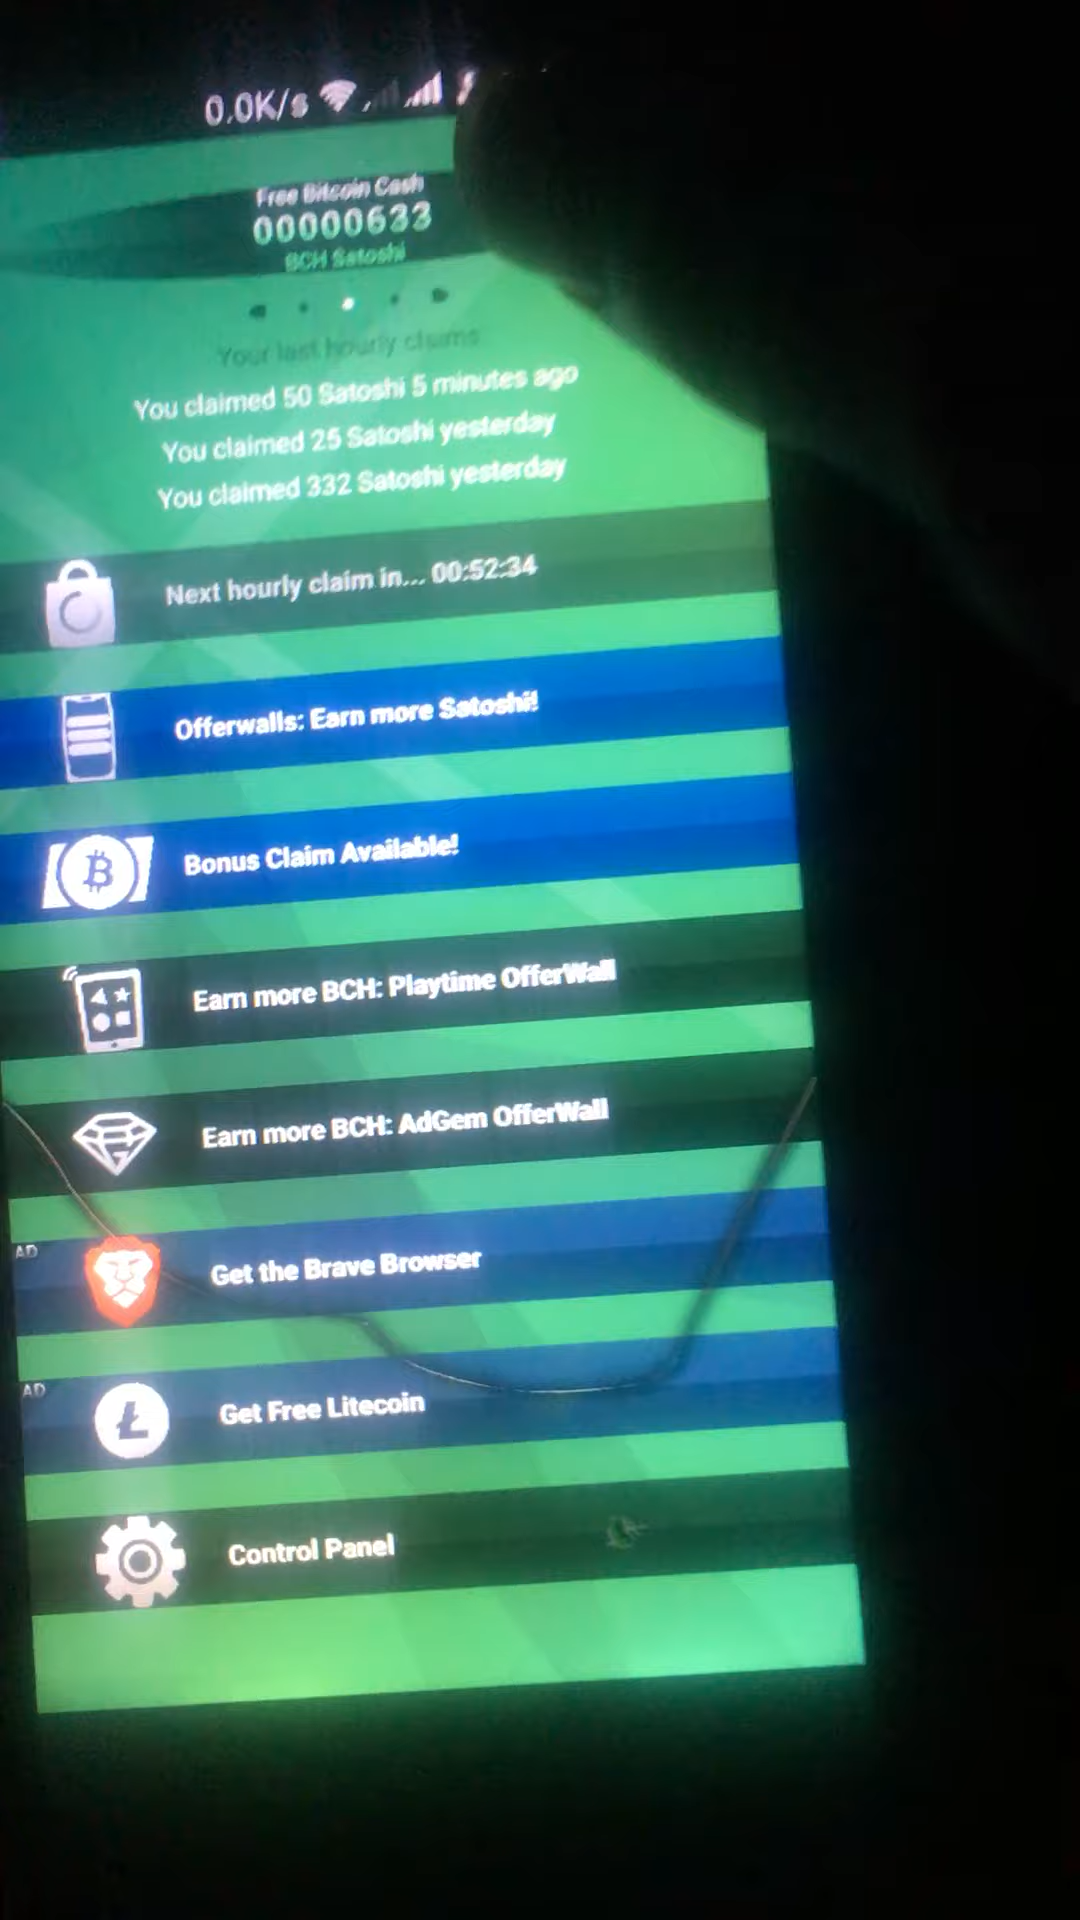 0.0K/s
Free Bitcoin Cash
00000633
BCH Satoshi
Your last hourly claims
You claimed 50 Satoshi 5 minutes ago
You claimed 25 Satoshi yesterday
You claimed 332 Satoshi yesterday
Next hourly claim in... 00:52:34
Offerwalls: Earn more Satoshi!
Bonus Claim Available!
Earn more BCH: Playtime OfferWall
Earn more BCH: AdGem OfferWall
AD
Get the Brave Browser
AD
Get Free Litecoin
Control Panel